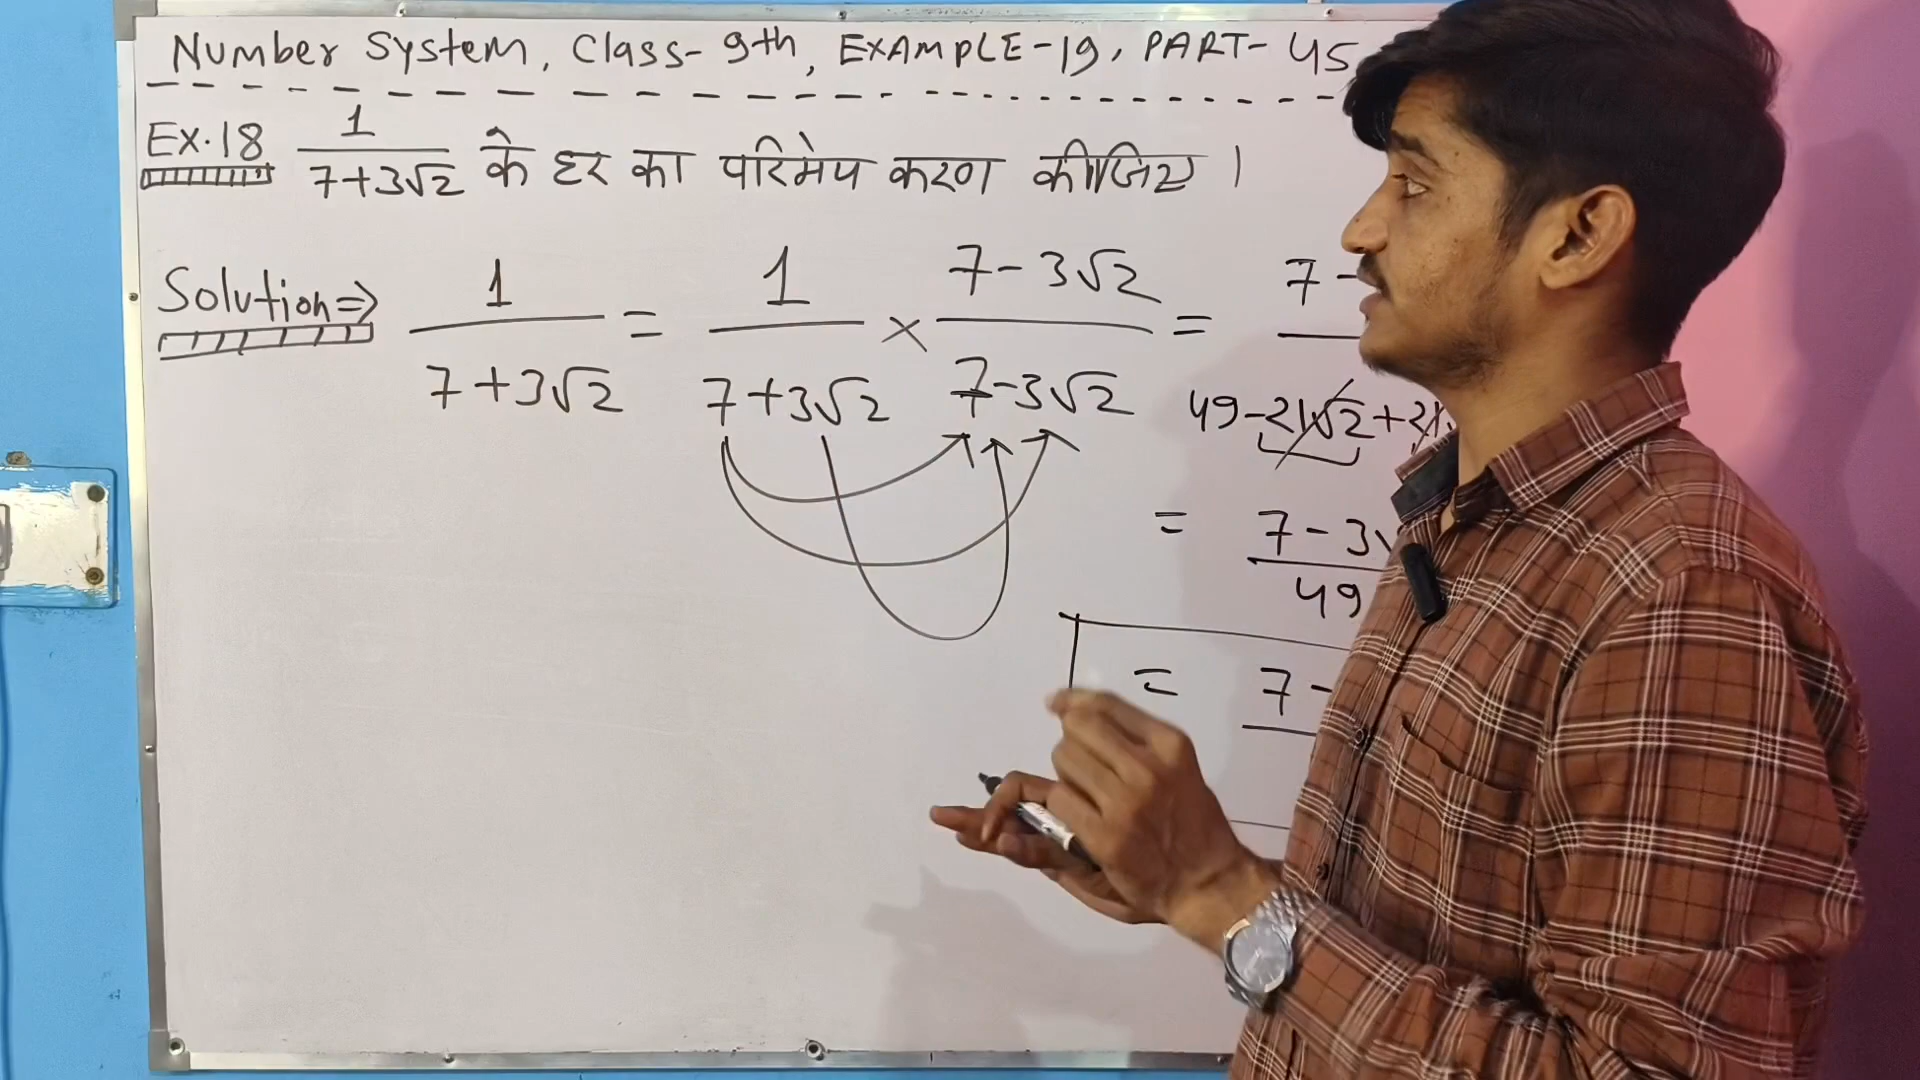 Number System, Class- 9th, EXAMPLE-19, PART- 45
Ex.18 1/7+3√2 के हर का परिमेय करण कीजिए ।
Solution⇒ 1/7+3√2 = 1/7+3√2 × 7-3√2/7-3√2 = 7-
49-21√2+21
= 7-3√
49
= 7-